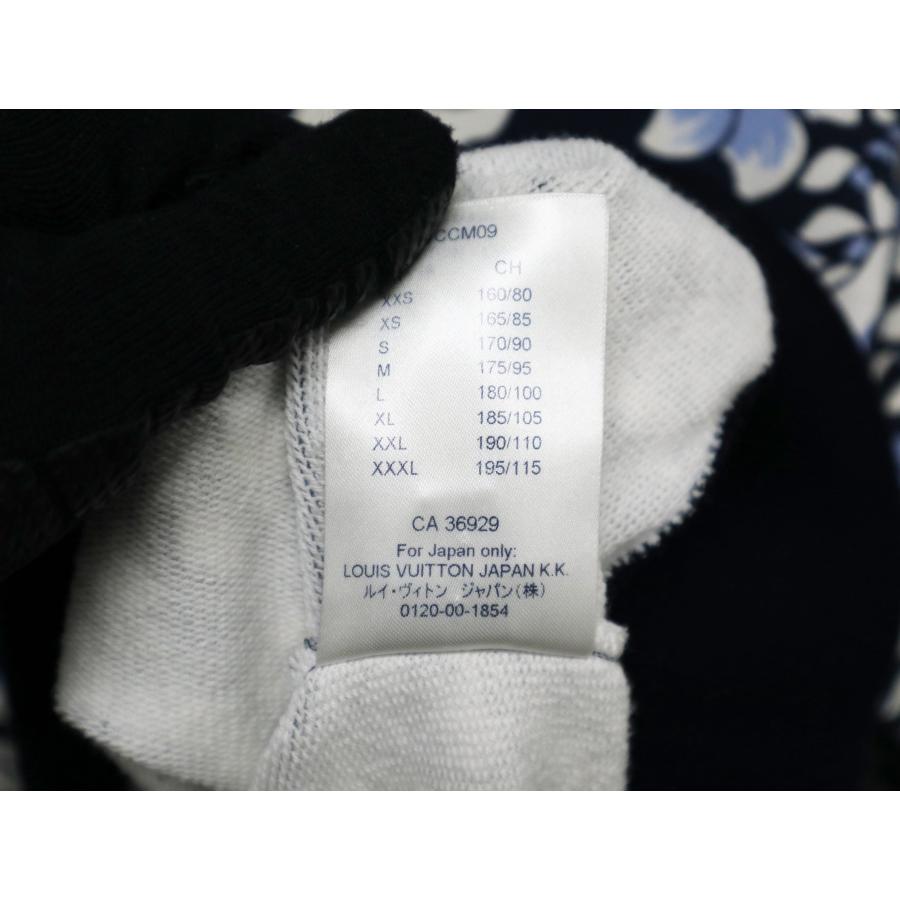 CCM09
CH
XXS 160/80
XS 165/85
S 170/90
M 175/95
L 180/100
XL 185/105
XXL 190/110
XXXL 195/115
CA 36929
For Japan only:
LOUIS VUITTON JAPAN K.K.
ルイ・ヴィトン ジャパン(株)
0120-00-1854